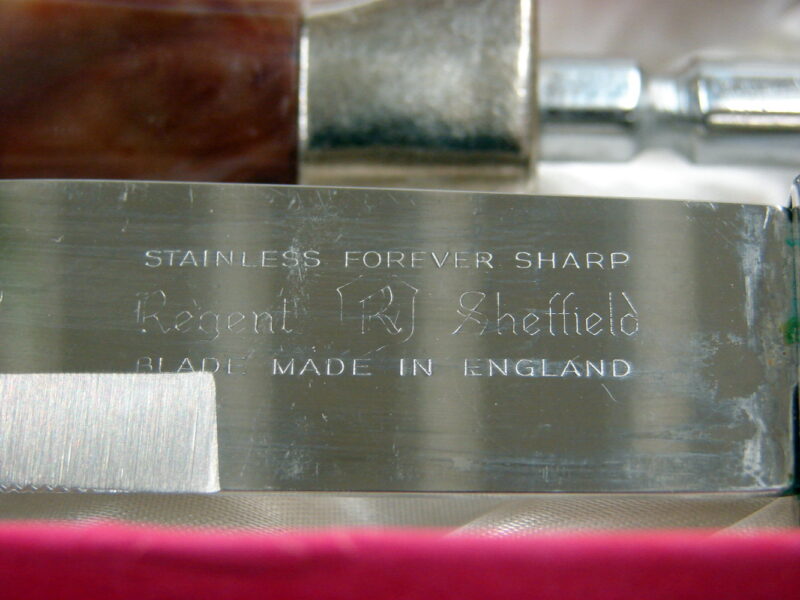 STAINLESS FOREVER SHARP
Regent R Sheffield
BLADE MADE IN ENGLAND